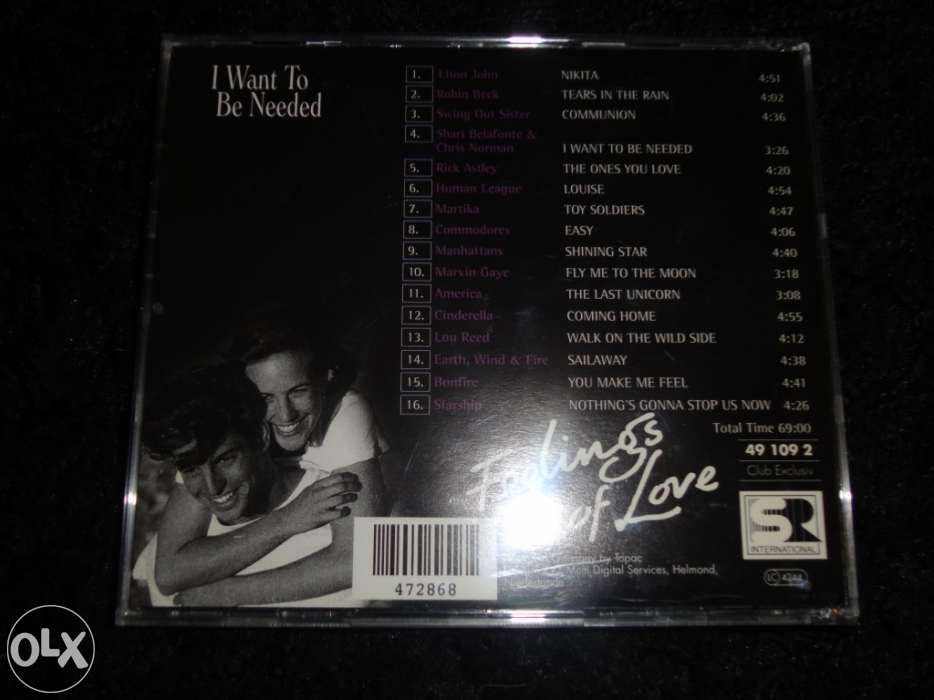 I Want To
Be Needed
1. Elton John NIKITA 4:51
2. Robin Beck TEARS IN THE RAIN 4:02
3. Swing Out Sister COMMUNION 4:36
4. Shari Belafonte &
Chris Norman I WANT TO BE NEEDED 3:26
5. Rick Astley THE ONES YOU LOVE 4:20
6. Human League LOUISE 4:54
7. Martika TOY SOLDIERS 4:47
8. Commodores EASY 4:06
9. Manhattans SHINING STAR 4:40
10. Marvin Gaye FLY ME TO THE MOON 3:18
11. America THE LAST UNICORN 3:08
12. Cinderella COMING HOME 4:55
13. Lou Reed WALK ON THE WILD SIDE 4:12
14. Earth, Wind & Fire SAILAWAY 4:38
15. Bonfire YOU MAKE ME FEEL 4:41
16. Starship NOTHING'S GONNA STOP US NOW 4:26
Total Time 69:00
49 109 2
Club Exclusiv
Feelings
of Love
SR
INTERNATIONAL
by Topac
Digital Services, Helmond,
LC 4244
472868
OLX